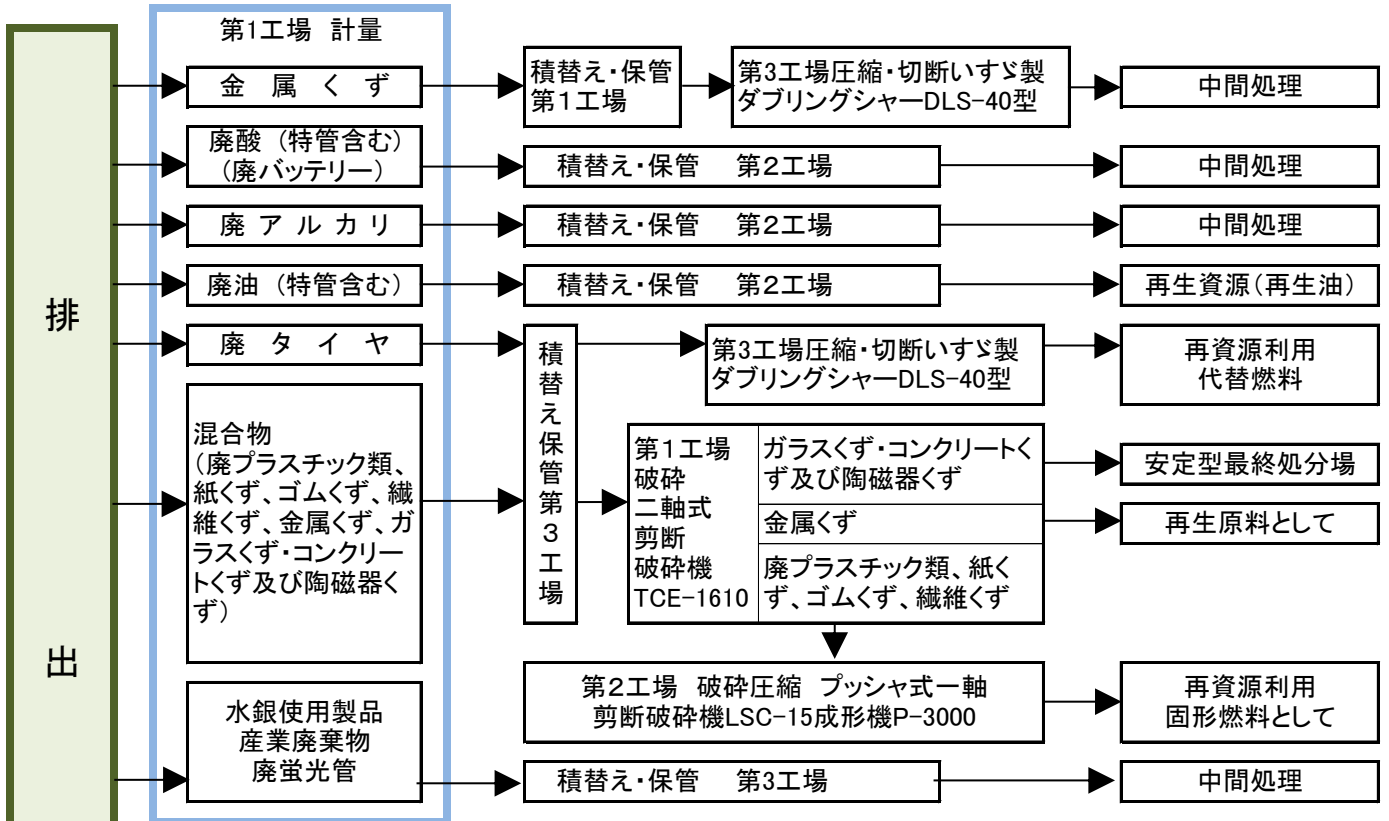 排
出
第1工場 計量
金 属 く ず
積替え・保管
第1工場
第3工場圧縮・切断いすゞ製
ダブリングシャーDLS-40型
中間処理
廃酸（特管含む）
（廃バッテリー）
積替え・保管 第2工場
中間処理
廃 ア ル カ リ
積替え・保管 第2工場
中間処理
廃油（特管含む）
積替え・保管 第2工場
再生資源（再生油）
廃 タ イ ヤ
積替え保管第3工場
第3工場圧縮・切断いすゞ製
ダブリングシャーDLS-40型
再資源利用
代替燃料
混合物
（廃プラスチック類、
紙くず、ゴムくず、繊
維くず、金属くず、ガ
ラスくず・コンクリー
トくず及び陶磁器く
ず）
第1工場
破砕
二軸式
剪断
破砕機
TCE-1610
ガラスくず・コンクリートく
ず及び陶磁器くず
安定型最終処分場
金属くず
再生原料として
廃プラスチック類、紙く
ず、ゴムくず、繊維くず
第2工場 破砕圧縮 プッシャ式一軸
剪断破砕機LSC-15成形機P-3000
再資源利用
固形燃料として
水銀使用製品
産業廃棄物
廃蛍光管
積替え・保管 第3工場
中間処理